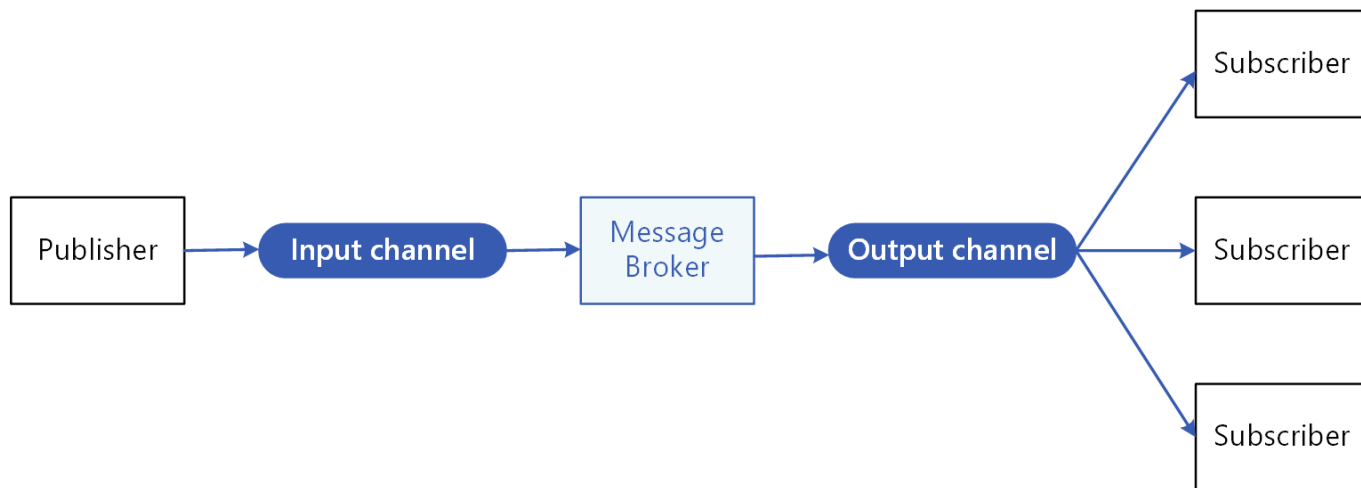 Subscriber
Publisher
Input channel
Message
Broker
Output channel
Subscriber
Subscriber